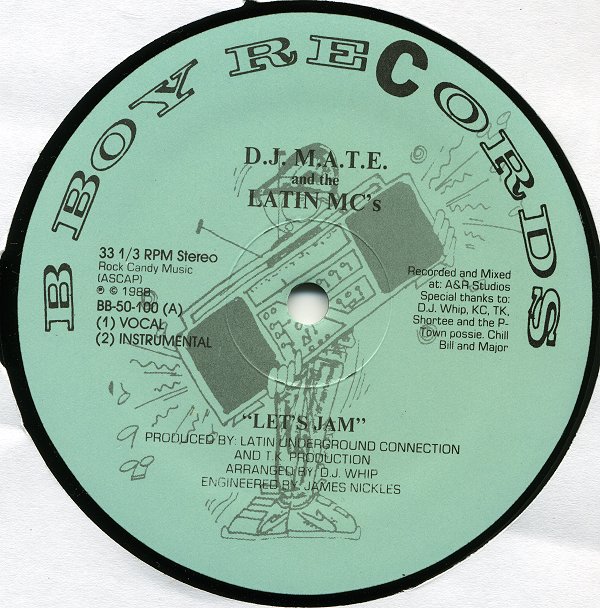 B BOY RECORDS
D.J. M.A.T.E.
and the
LATIN MC's
33 1/3 RPM Stereo
Rock Candy Music
(ASCAP)
℗ © 1988
BB-50-100 (A)
(1) VOCAL
(2) INSTRUMENTAL
Recorded and Mixed
at: A&R Studios
Special thanks to:
D.J. Whip, KC, TK,
Shortee and the P-
Town possie. Chill
Bill and Major
"LET'S JAM"
PRODUCED BY: LATIN UNDERGROUND CONNECTION
AND T.K. PRODUCTION
ARRANGED BY: D.J. WHIP
ENGINEERED BY: JAMES NICKLES